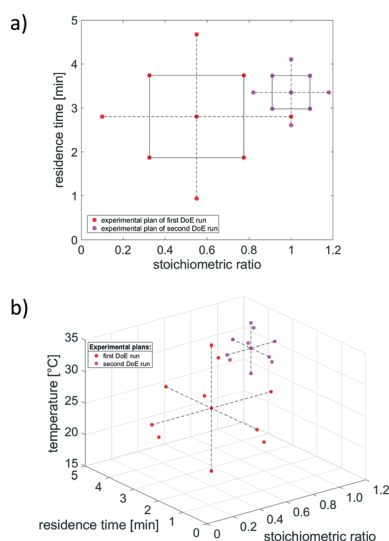 a)
5
4
3
2
1
0
residence time [min]
experimental plan of first DoE run
experimental plan of second DoE run
0 0.2 0.4 0.6 0.8 1 1.2
stoichiometric ratio
b)
35
30
25
20
15
temperature [°C]
Experimental plans:
first DoE run
second DoE run
5 4 3 2 1 0
residence time [min]
0 0.2 0.4 0.6 0.8 1.0 1.2
stoichiometric ratio